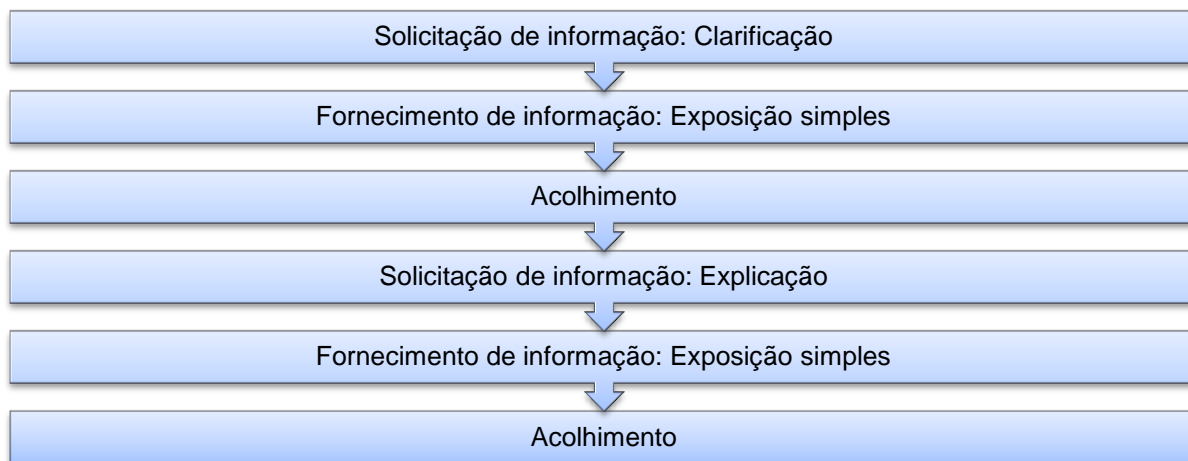 Solicitação de informação: Clarificação
Fornecimento de informação: Exposição simples
Acolhimento
Solicitação de informação: Explicação
Fornecimento de informação: Exposição simples
Acolhimento